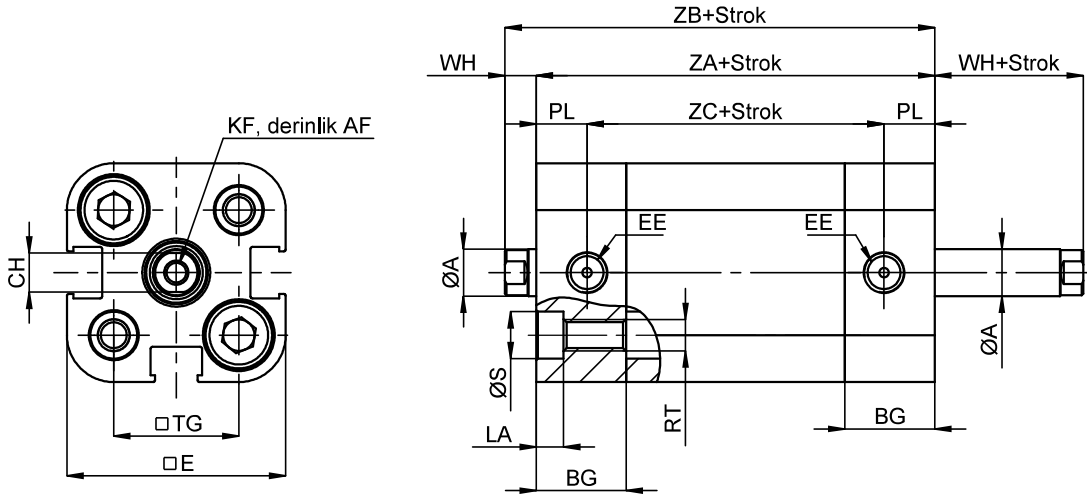 ZB+Strok
WH
ZA+Strok
WH+Strok
PL
ZC+Strok
PL
KF, derinlik AF
EE
EE
CH
ØA
ØA
ØS
RT
□TG
LA
BG
□E
BG